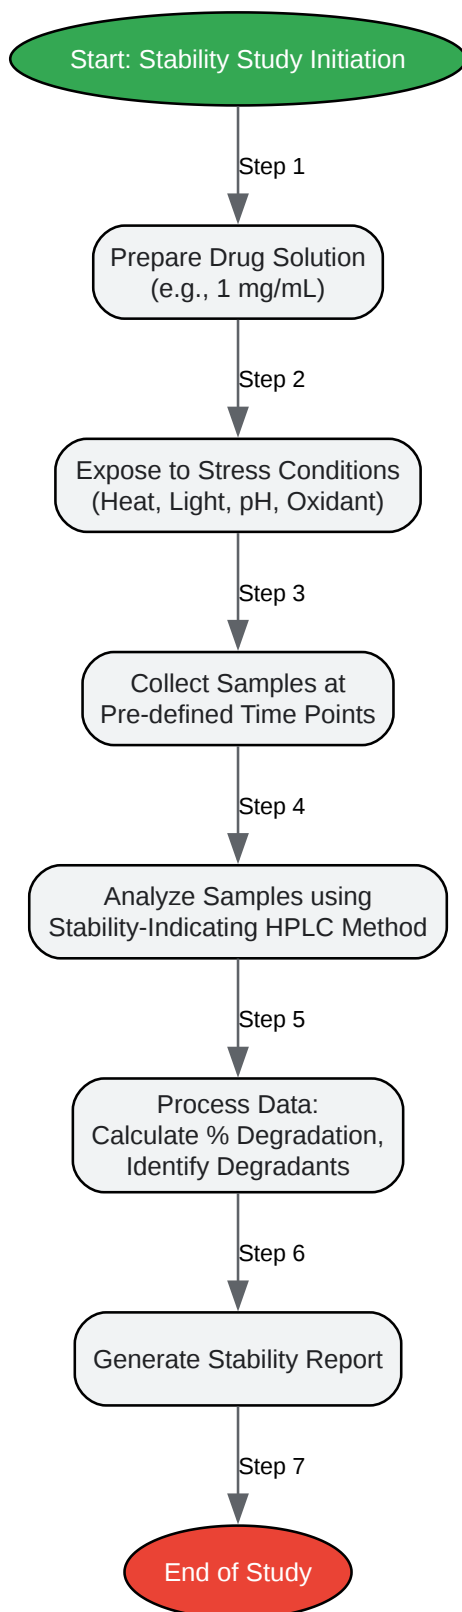 Start: Stability Study Initiation
Step 1
Prepare Drug Solution
(e.g., 1 mg/mL)
Step 2
Expose to Stress Conditions
(Heat, Light, pH, Oxidant)
Step 3
Collect Samples at
Pre-defined Time Points
Step 4
Analyze Samples using
Stability-Indicating HPLC Method
Step 5
Process Data:
Calculate % Degradation,
Identify Degradants
Step 6
Generate Stability Report
Step 7
End of Study